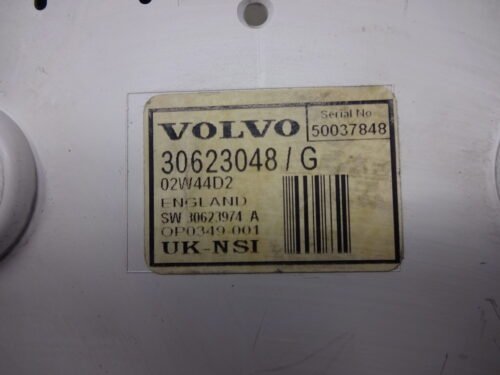 VOLVO
Serial No
50037848
30623048 / G
02W44D2
ENGLAND
SW 30623974 A
OP0349-001
UK-NSI